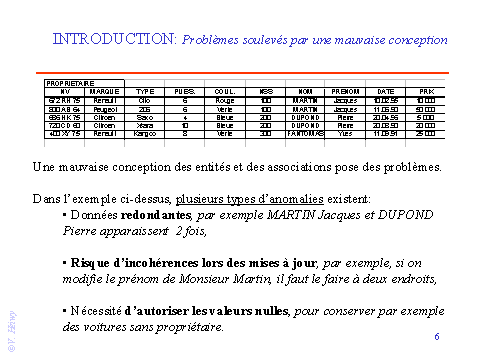 INTRODUCTION: Problèmes soulevés par une mauvaise conception
PROPRIETAIRE
NV MARQUE TYPE PUIS. COUL. NSS NOM PRENOM DATE PRIX
672 RH 75 Renault Clio 6 Rouge 100 MARTIN Jacques 10.02.95 10 000
800 AB 64 Peugeot 206 6 Verte 100 MARTIN Jacques 11.06.90 50 000
686 HK 75 Citroen Saxo 4 Bleue 200 DUPOND Pierre 20.04.96 5 000
720 CD 60 Citroen Xsara 10 Bleue 200 DUPOND Pierre 20.08.90 20 000
400 XY 75 Renault Kangoo 8 Verte 300 FANTOMAS Yves 11.09.91 25 000
Une mauvaise conception des entités et des associations pose des problèmes.
Dans l'exemple ci-dessus, plusieurs types d'anomalies existent:
• Données redondantes, par exemple MARTIN Jacques et DUPOND
Pierre apparaissent 2 fois,
• Risque d'incohérences lors des mises à jour, par exemple, si on
modifie le prénom de Monsieur Martin, il faut le faire à deux endroits,
• Nécessité d'autoriser les valeurs nulles, pour conserver par exemple
des voitures sans propriétaire.
6